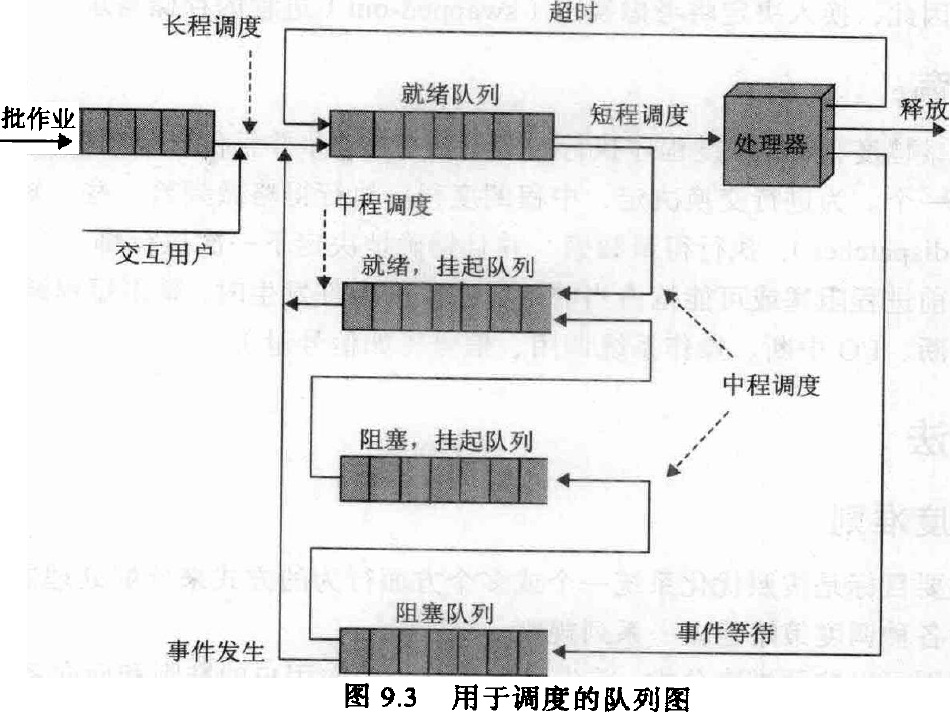 超时
长程调度
就绪队列
批作业
短程调度
处理器
释放
交互用户
中程调度
就绪，挂起队列
中程调度
阻塞，挂起队列
阻塞队列
事件等待
事件发生
图 9.3 用于调度的队列图